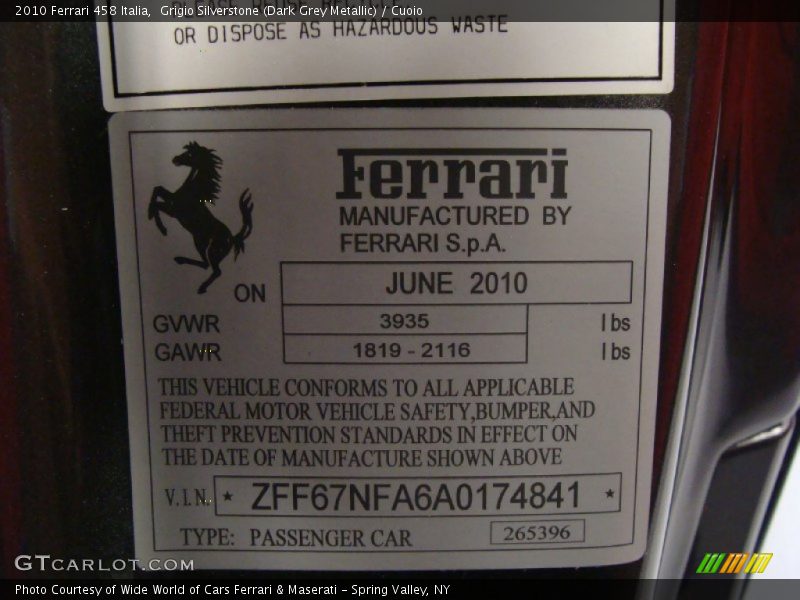 2010 Ferrari 458 Italia, Grigio Silverstone (Dark Grey Metallic) / Cuoio
OR DISPOSE AS HAZARDOUS WASTE
Ferrari
MANUFACTURED BY
FERRARI S.p.A.
ON JUNE 2010
GVWR 3935 lbs
GAWR 1819 - 2116 lbs
THIS VEHICLE CONFORMS TO ALL APPLICABLE
FEDERAL MOTOR VEHICLE SAFETY,BUMPER,AND
THEFT PREVENTION STANDARDS IN EFFECT ON
THE DATE OF MANUFACTURE SHOWN ABOVE
V.I.N. * ZFF67NFA6A0174841 *
TYPE: PASSENGER CAR 265396
GTCARLOT.COM
Photo Courtesy of Wide World of Cars Ferrari & Maserati - Spring Valley, NY